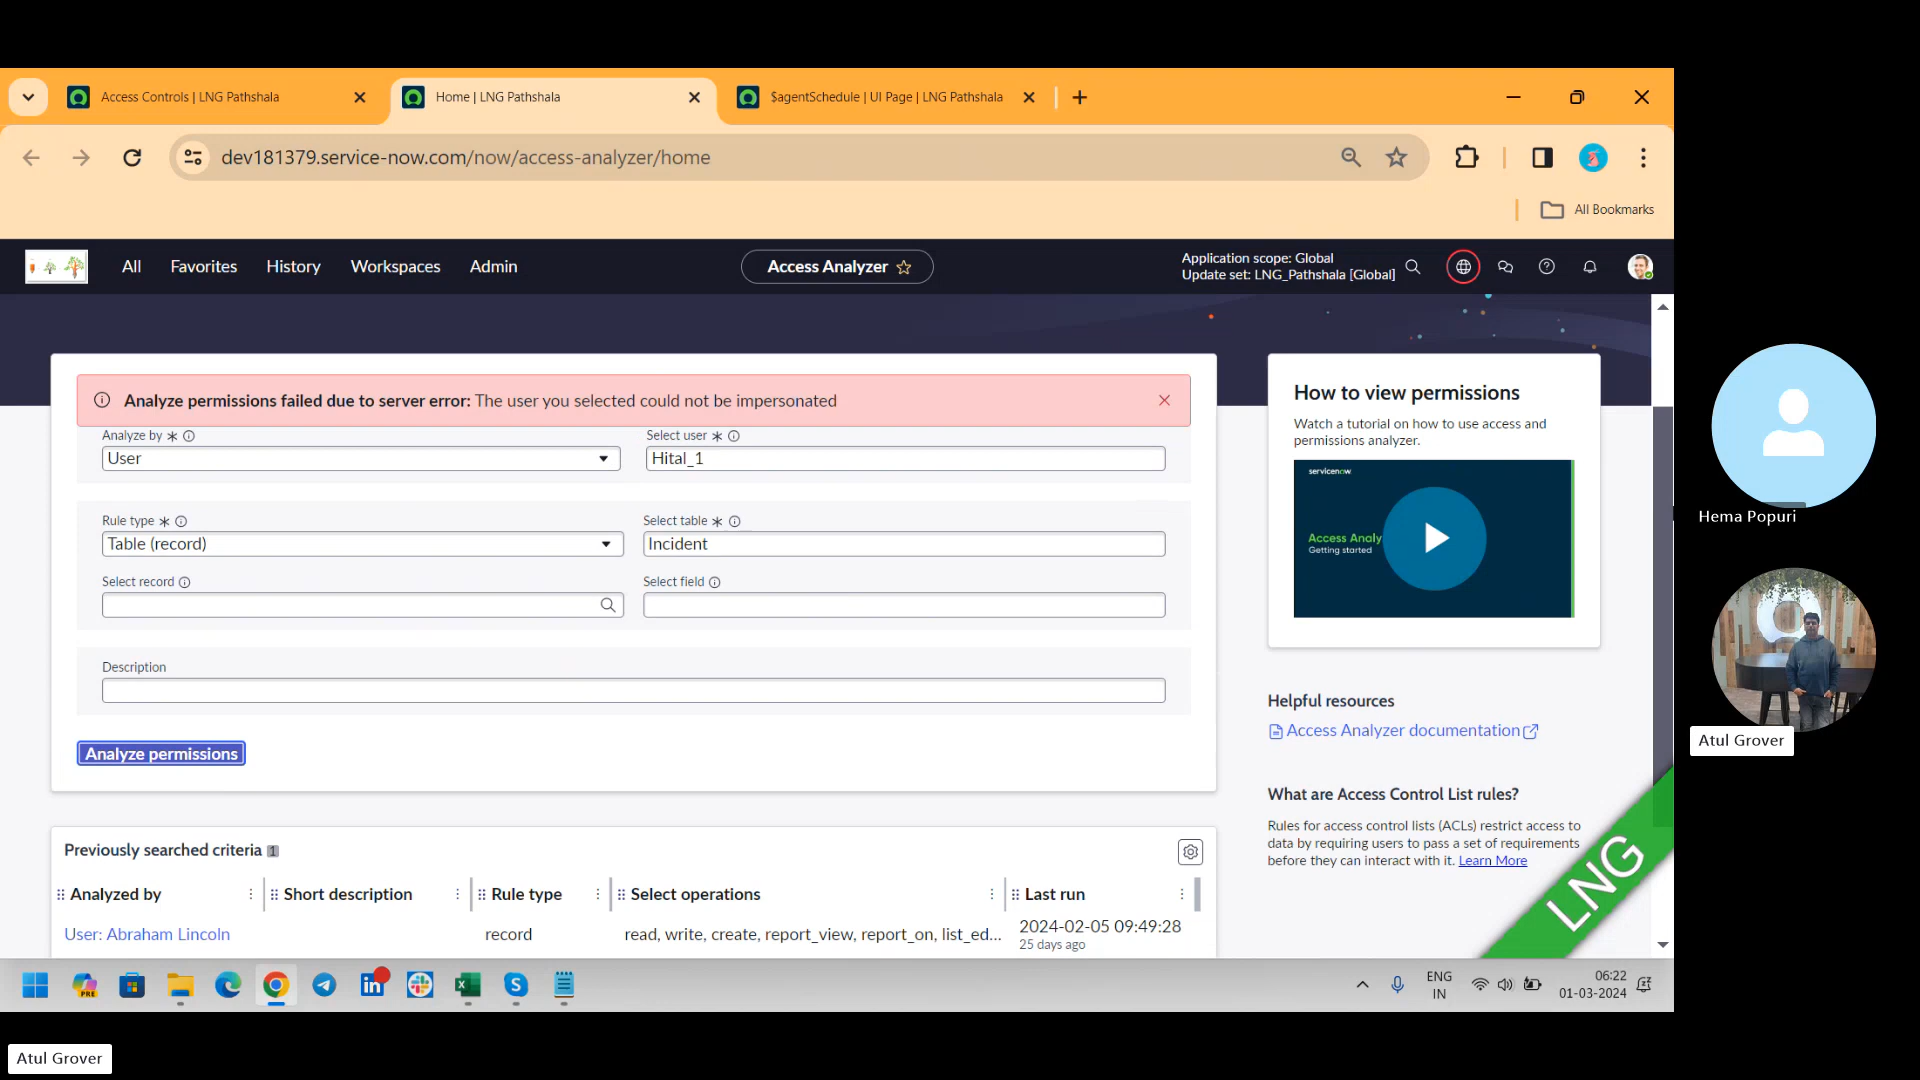 Access Controls | LNG Pathshala
Home | LNG Pathshala
$agentSchedule | UI Page | LNG Pathshala
dev181379.service-now.com/now/access-analyzer/home
All Bookmarks
All
Favorites
History
Workspaces
Admin
Access Analyzer
Application scope: Global
Update set: LNG_Pathshala [Global]
Analyze permissions failed due to server error: The user you selected could not be impersonated
Analyze by
Select user
User
Hital_1
Rule type
Select table
Table (record)
Incident
Select record
Select field
Description
Analyze permissions
How to view permissions
Watch a tutorial on how to use access and
permissions analyzer.
servicenow
Access Analy
Getting started
Helpful resources
Access Analyzer documentation
What are Access Control List rules?
Rules for access control lists (ACLs) restrict access to
data by requiring users to pass a set of requirements
before they can interact with it. Learn More
LNG
Previously searched criteria 1
Analyzed by
Short description
Rule type
Select operations
Last run
User: Abraham Lincoln
record
read, write, create, report_view, report_on, list_ed...
2024-02-05 09:49:28
25 days ago
PRE
ENG
IN
06:22
01-03-2024
Hema Popuri
Atul Grover
Atul Grover